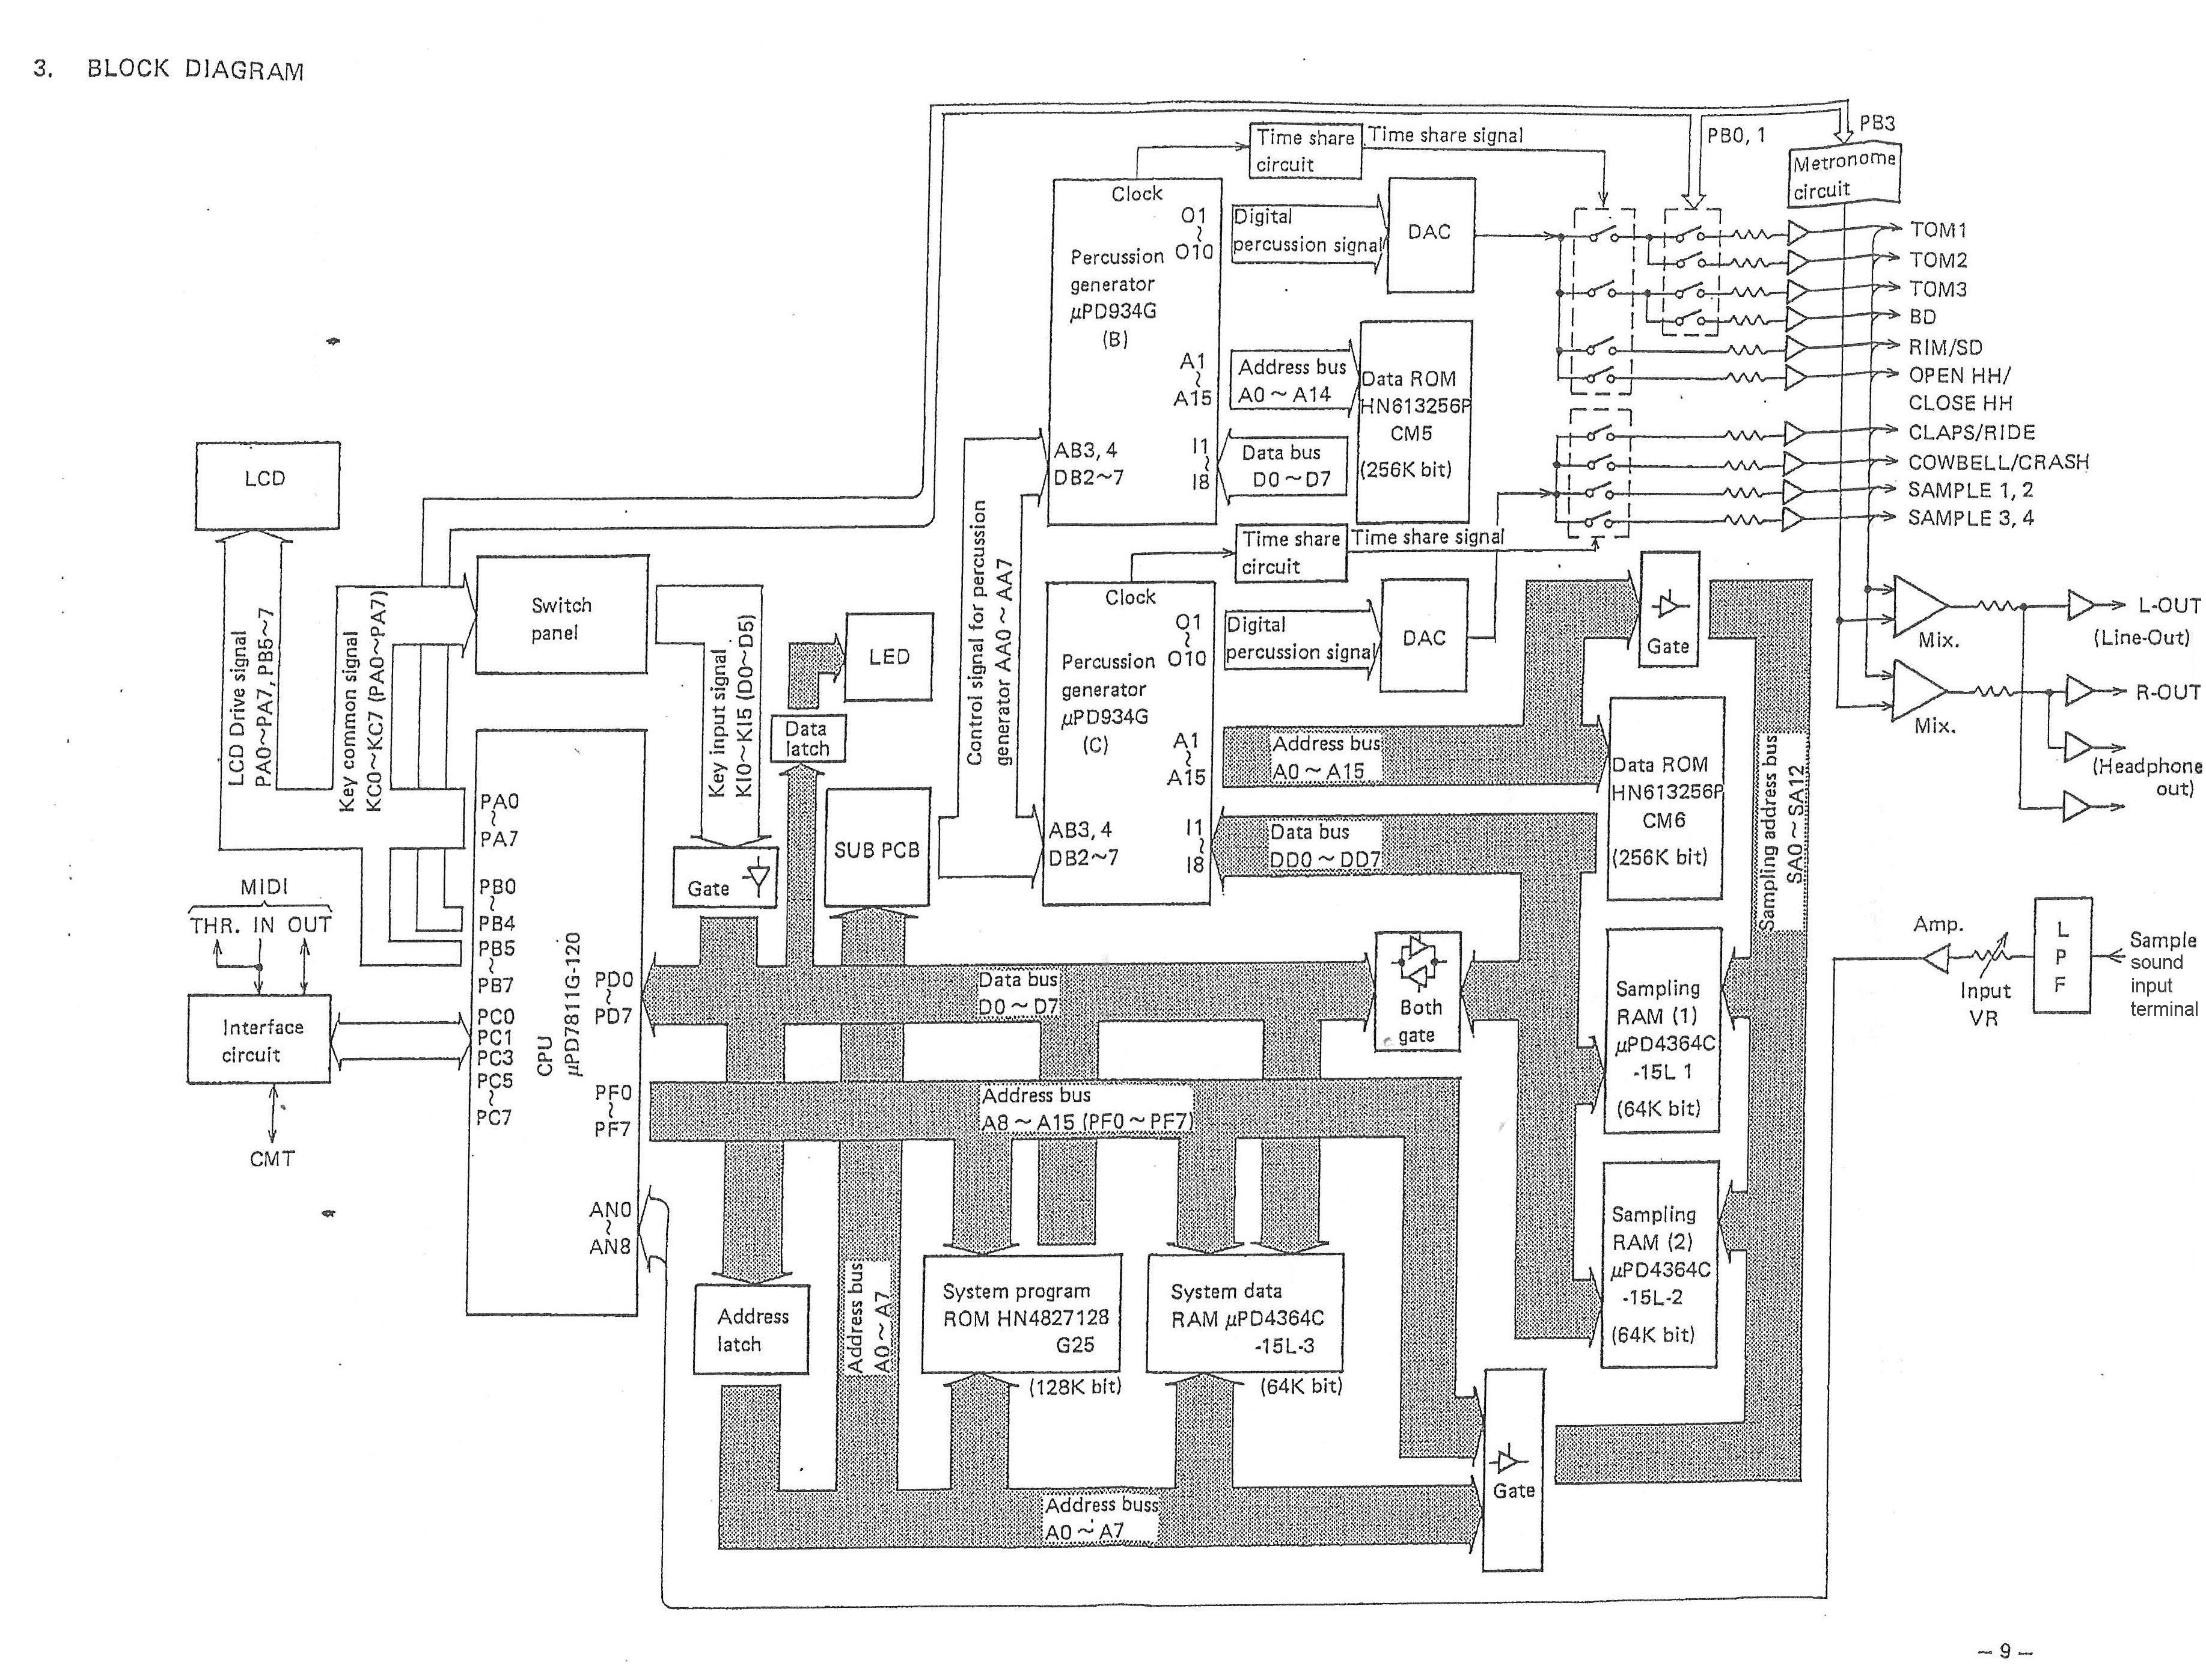 3. BLOCK DIAGRAM
PB0, 1
PB3
Time share
circuit
Time share signal
Metronome
circuit
Clock
O1
~
O10
Percussion
generator
μPD934G
(B)
Digital
percussion signal
DAC
TOM1
TOM2
TOM3
BD
RIM/SD
OPEN HH/
CLOSE HH
CLAPS/RIDE
COWBELL/CRASH
SAMPLE 1, 2
SAMPLE 3, 4
A1
~
A15
Address bus
A0 ~ A14
Data ROM
HN613256P
CM5
(256K bit)
AB3, 4
DB2~7
I1
~
I8
Data bus
D0 ~ D7
LCD
LCD Drive signal
PA0~PA7, PB5~7
Key common signal
KC0~KC7 (PA0~PA7)
Switch
panel
Key input signal
KI0~KI5 (D0~D5)
LED
Data
latch
Control signal for percussion
generator AA0 ~ AA7
Time share
circuit
Time share signal
Clock
O1
~
O10
Percussion
generator
μPD934G
(C)
Digital
percussion signal
DAC
Gate
Mix.
L-OUT
(Line-Out)
Mix.
R-OUT
(Headphone
out)
A1
~
A15
Address bus
A0 ~ A15
Data ROM
HN613256P
CM6
(256K bit)
Sampling address bus
SA0 ~ SA12
AB3, 4
DB2~7
I1
~
I8
Data bus
DD0 ~ DD7
SUB PCB
Gate
PA0
~
PA7
PB0
~
PB4
PB5
~
PB7
PC0
PC1
PC3
PC5
~
PC7
CPU
μPD7811G-120
PD0
~
PD7
PF0
~
PF7
AN0
~
AN8
MIDI
THR. IN OUT
Interface
circuit
CMT
Data bus
D0 ~ D7
Both
gate
Sampling
RAM (1)
μPD4364C
-15L 1
(64K bit)
Amp.
Input
VR
L
P
F
Sample
sound
input
terminal
Address bus
A8 ~ A15 (PF0 ~ PF7)
Sampling
RAM (2)
μPD4364C
-15L-2
(64K bit)
Address
latch
Address bus
A0 ~ A7
System program
ROM HN4827128
G25
(128K bit)
System data
RAM μPD4364C
-15L-3
(64K bit)
Gate
Address buss
A0 ~ A7
– 9 –